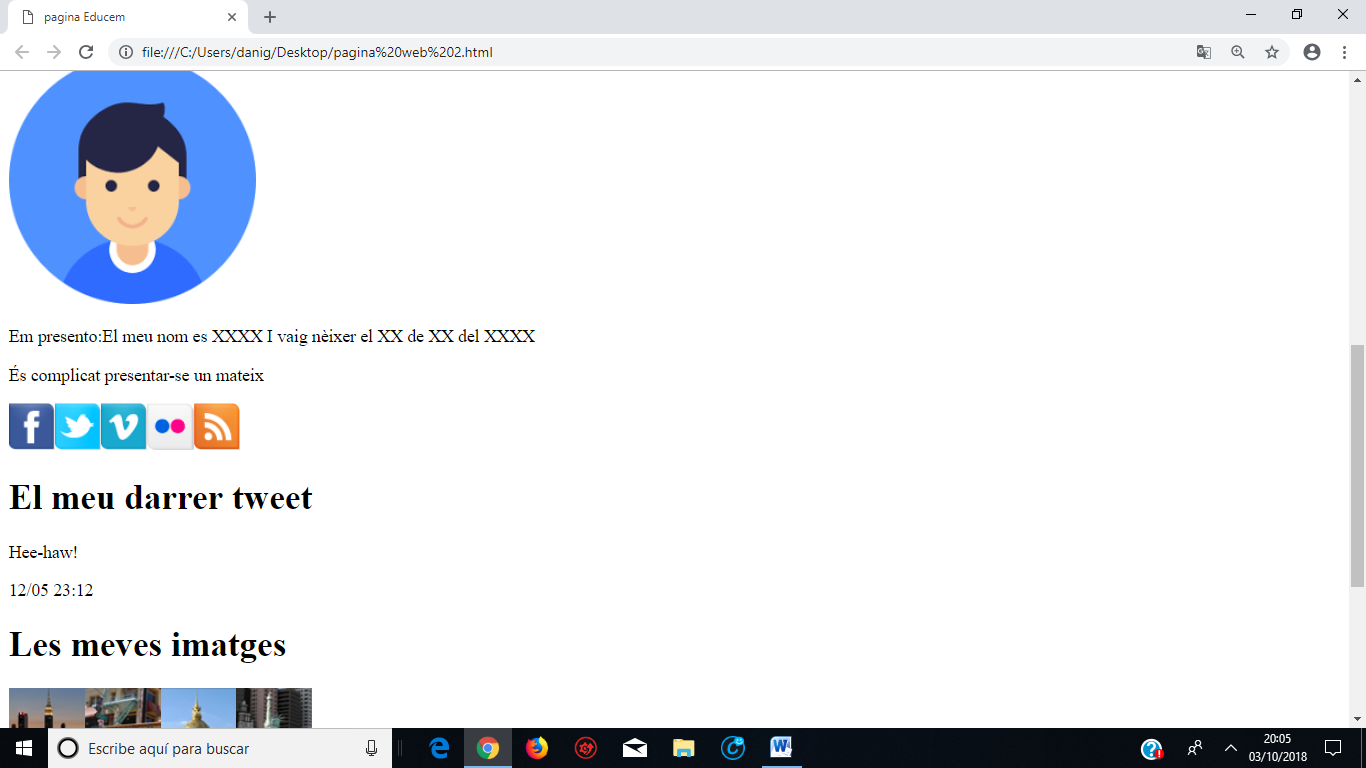 pagina Educem
file:///C:/Users/danig/Desktop/pagina%20web%202.html
Em presento:El meu nom es XXXX I vaig nèixer el XX de XX del XXXX
És complicat presentar-se un mateix
El meu darrer tweet
Hee-haw!
12/05 23:12
Les meves imatges
Escribe aquí para buscar
20:05
03/10/2018